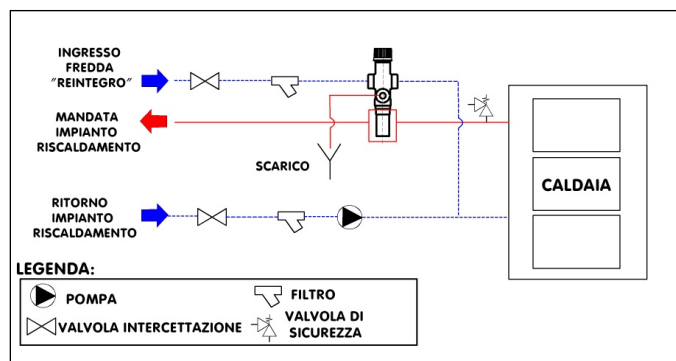 INGRESSO
FREDDA
"REINTEGRO"
MANDATA
IMPIANTO
RISCALDAMENTO
SCARICO
CALDAIA
RITORNO
IMPIANTO
RISCALDAMENTO
LEGENDA:
POMPA
FILTRO
VALVOLA INTERCETTAZIONE
VALVOLA DI
SICUREZZA